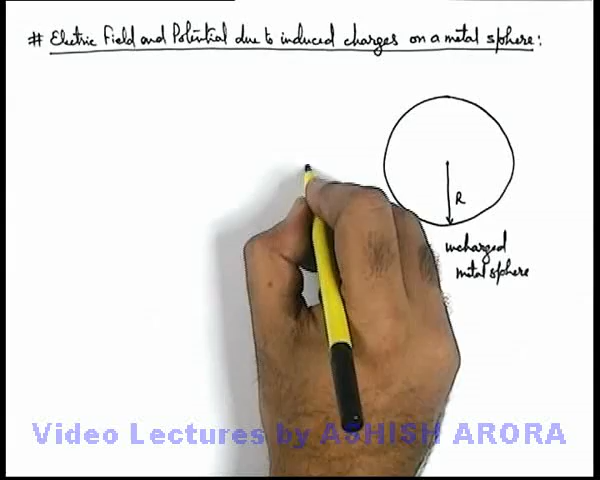 # Electric Field and Potential due to induced charges on a metal sphere:
R
uncharged
metal sphere
Video Lectures by ASHISH ARORA